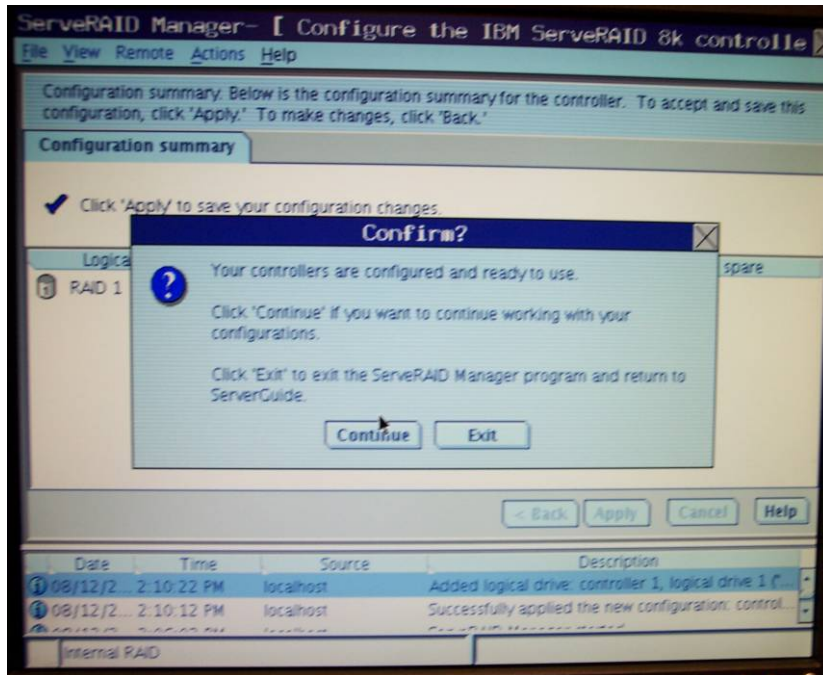 ServeRAID Manager- [ Configure the IBM ServeRAID 8k controlle
File View Remote Actions Help
Configuration summary. Below is the configuration summary for the controller. To accept and save this
configuration, click 'Apply.' To make changes, click 'Back.'
Configuration summary
Click 'Apply' to save your configuration changes.
Confirm?
Logica
spare
RAID 1
Your controllers are configured and ready to use.
Click 'Continue' if you want to continue working with your
configurations.
Click 'Exit' to exit the ServeRAID Manager program and return to
ServerGuide.
Continue Exit
< Back Apply Cancel Help
Date Time Source Description
08/12/2... 2:10:22 PM localhost Added logical drive: controller 1, logical drive 1 ("...
08/12/2... 2:10:12 PM localhost Successfully applied the new configuration: control...
Internal RAID